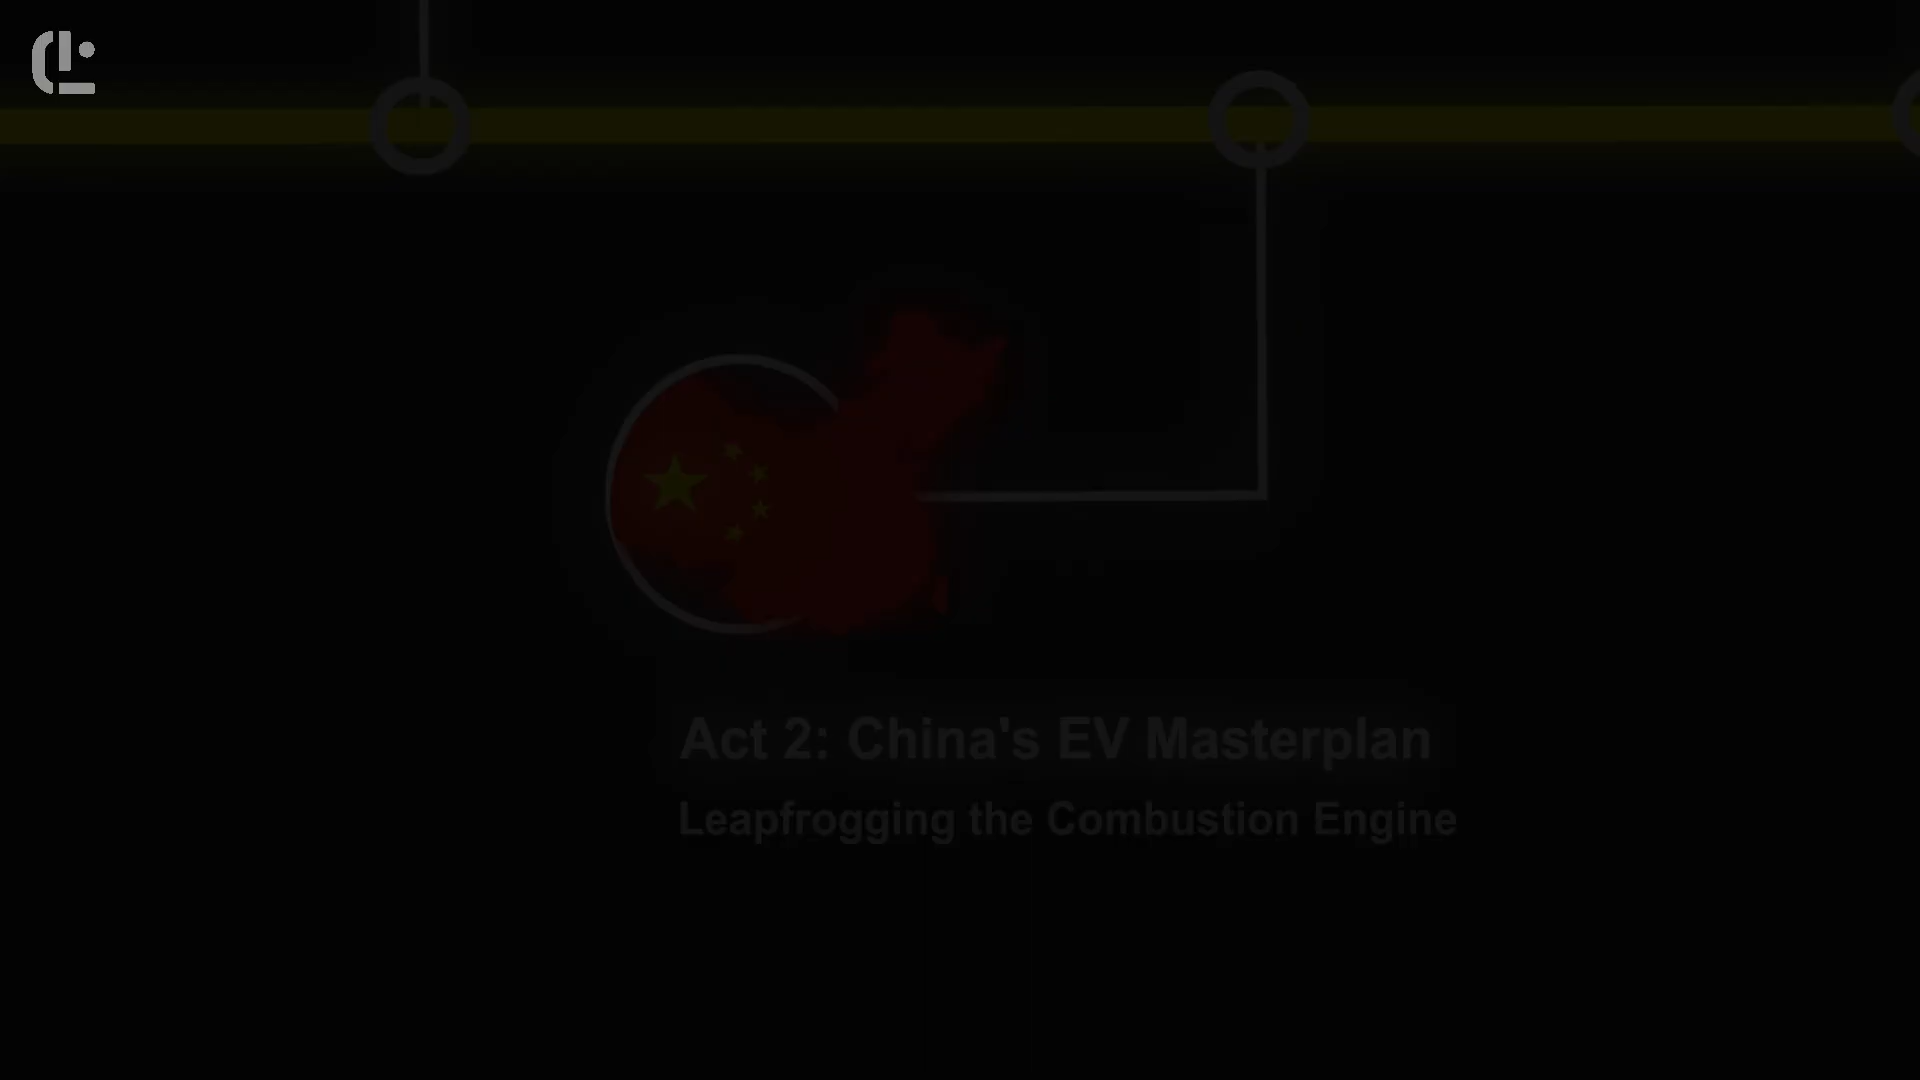 Act 2: China's EV Masterplan
Leapfrogging the Combustion Engine